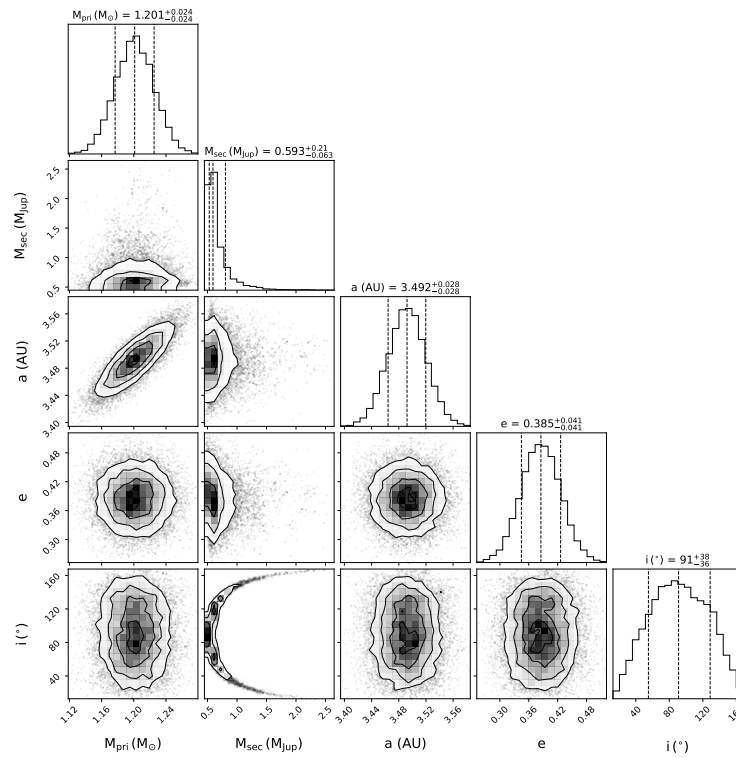 M_pri (M_⊙) = 1.201^{+0.024}_{−0.024}
M_sec (M_Jup) = 0.593^{+0.21}_{−0.063}
M_sec (M_Jup)
2.5
2.0
1.5
1.0
0.5
a (AU) = 3.492^{+0.028}_{−0.028}
a (AU)
3.56
3.52
3.48
3.44
3.40
e = 0.385^{+0.041}_{−0.041}
e
0.48
0.42
0.36
0.30
i (°) = 91^{+38}_{−36}
i (°)
160
120
80
40
1.12 1.16 1.20 1.24 0.5 1.0 1.5 2.0 2.5 3.40 3.44 3.48 3.52 3.56 0.30 0.36 0.42 0.48 40 80 120
M_pri (M_⊙) M_sec (M_Jup) a (AU) e i (°)